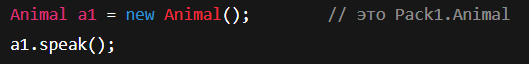 Animal a1 = new Animal();        // это Pack1.Animal
a1.speak();